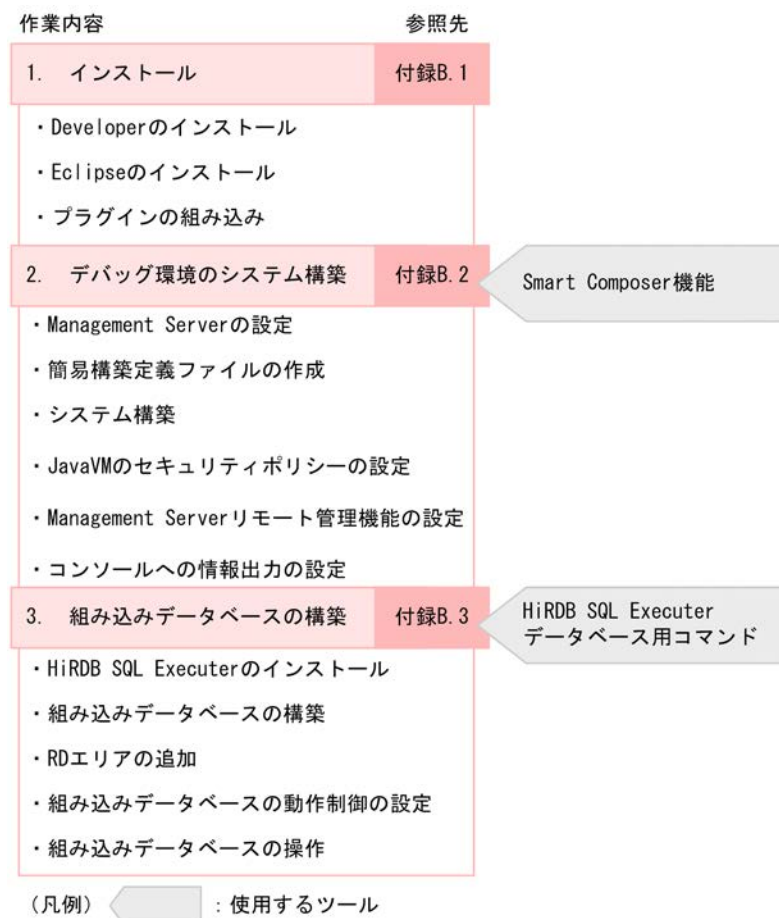 作業内容 参照先
1. インストール 付録B.1
・Developerのインストール
・Eclipseのインストール
・プラグインの組み込み
2. デバッグ環境のシステム構築 付録B.2
Smart Composer機能
・Management Serverの設定
・簡易構築定義ファイルの作成
・システム構築
・JavaVMのセキュリティポリシーの設定
・Management Serverリモート管理機能の設定
・コンソールへの情報出力の設定
3. 組み込みデータベースの構築 付録B.3
HiRDB SQL Executer
データベース用コマンド
・HiRDB SQL Executerのインストール
・組み込みデータベースの構築
・RDエリアの追加
・組み込みデータベースの動作制御の設定
・組み込みデータベースの操作
（凡例） ：使用するツール